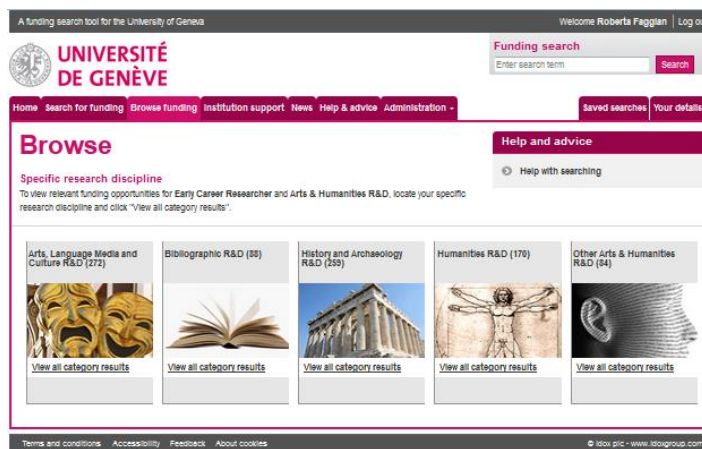 A funding search tool for the University of Geneva
Welcome Roberta Faggian Log ou
UNIVERSITÉ
DE GENÈVE
Funding search
Enter search term
Search
Home Search for funding Browse funding Institution support News Help & advice Administration
Saved searches Your details
Browse
Help and advice
Help with searching
Specific research discipline
To view relevant funding opportunities for Early Career Researcher and Arts & Humanities R&D, locate your specific
research discipline and click "View all category results".
Arts, Language Media and
Culture R&D (272)
Bibliographic R&D (88)
History and Archaeology
R&D (259)
Humanities R&D (170)
Other Arts & Humanities
R&D (84)
View all category results
View all category results
View all category results
View all category results
View all category results
Terms and conditions Accessibility Feedback About cookies
© Idox plc - www.idoxgroup.com